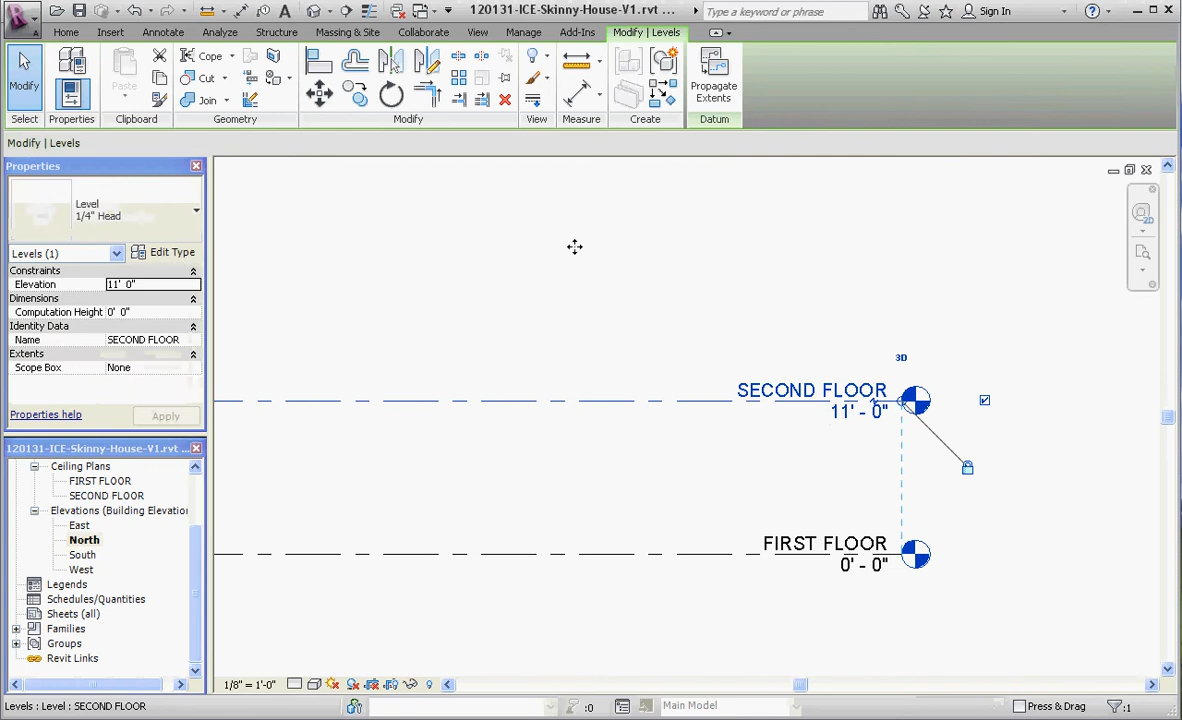 120131-ICE-Skinny-House-V1.rvt ...
Type a keyword or phrase
Sign In
Home Insert Annotate Analyze Structure Massing & Site Collaborate View Manage Add-Ins Modify | Levels
Modify
Paste
Cope
Cut
Join
Propagate
Extents
Select Properties Clipboard Geometry Modify View Measure Create Datum
Modify | Levels
Properties
Level
1/4" Head
Levels (1) Edit Type
Constraints
Elevation 11' 0"
Dimensions
Computation Height 0' 0"
Identity Data
Name SECOND FLOOR
Extents
Scope Box None
Properties help Apply
120131-ICE-Skinny-House-V1.rvt ...
Ceiling Plans
FIRST FLOOR
SECOND FLOOR
Elevations (Building Elevation
East
North
South
West
Legends
Schedules/Quantities
Sheets (all)
Families
Groups
Revit Links
2D
3D
SECOND FLOOR
11' - 0"
FIRST FLOOR
0' - 0"
1/8" = 1'-0"
Levels : Level : SECOND FLOOR
:0
Main Model
Press & Drag
:1